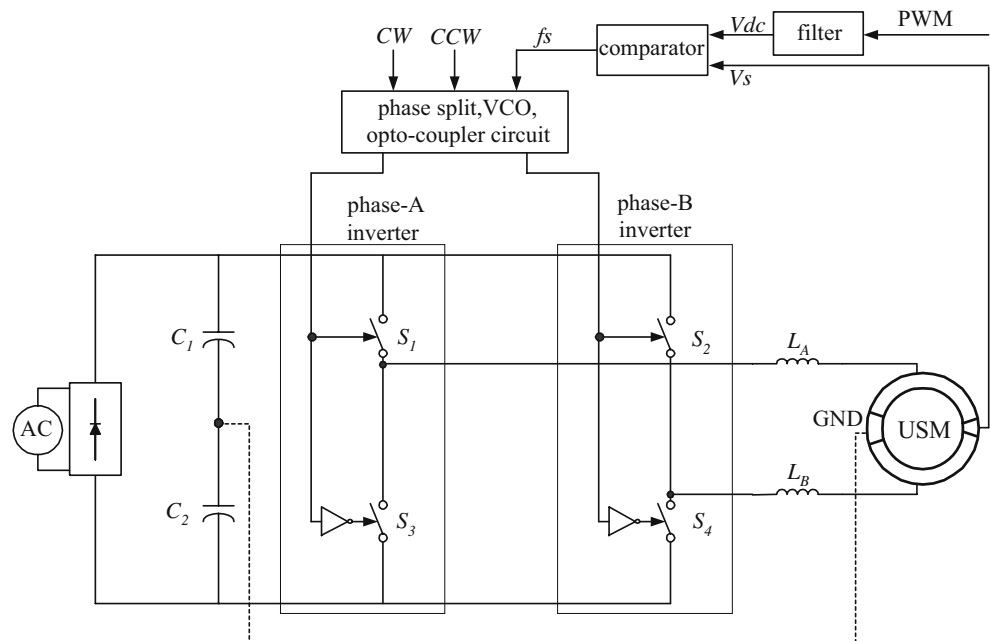 PWM
CW
CCW
fs
comparator
Vdc
filter
Vs
phase split,VCO,
opto-coupler circuit
phase-A
inverter
phase-B
inverter
C1
S1
S2
LA
AC
GND
USM
C2
S3
S4
LB